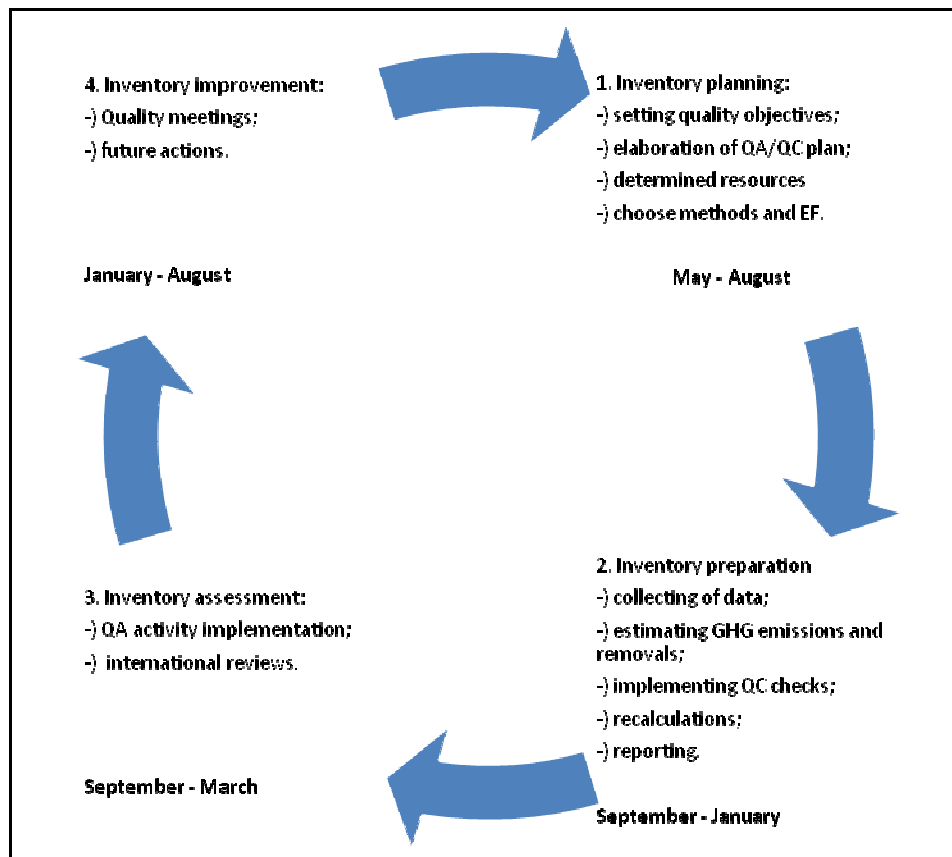 4. Inventory improvement:
-) Quality meetings;
-) future actions.
January - August
1. Inventory planning:
-) setting quality objectives;
-) elaboration of QA/QC plan;
-) determined resources
-) choose methods and EF.
May - August
2. Inventory preparation
-) collecting of data;
-) estimating GHG emissions and
removals;
-) implementing QC checks;
-) recalculations;
-) reporting.
September - January
3. Inventory assessment:
-) QA activity implementation;
-) international reviews.
September - March